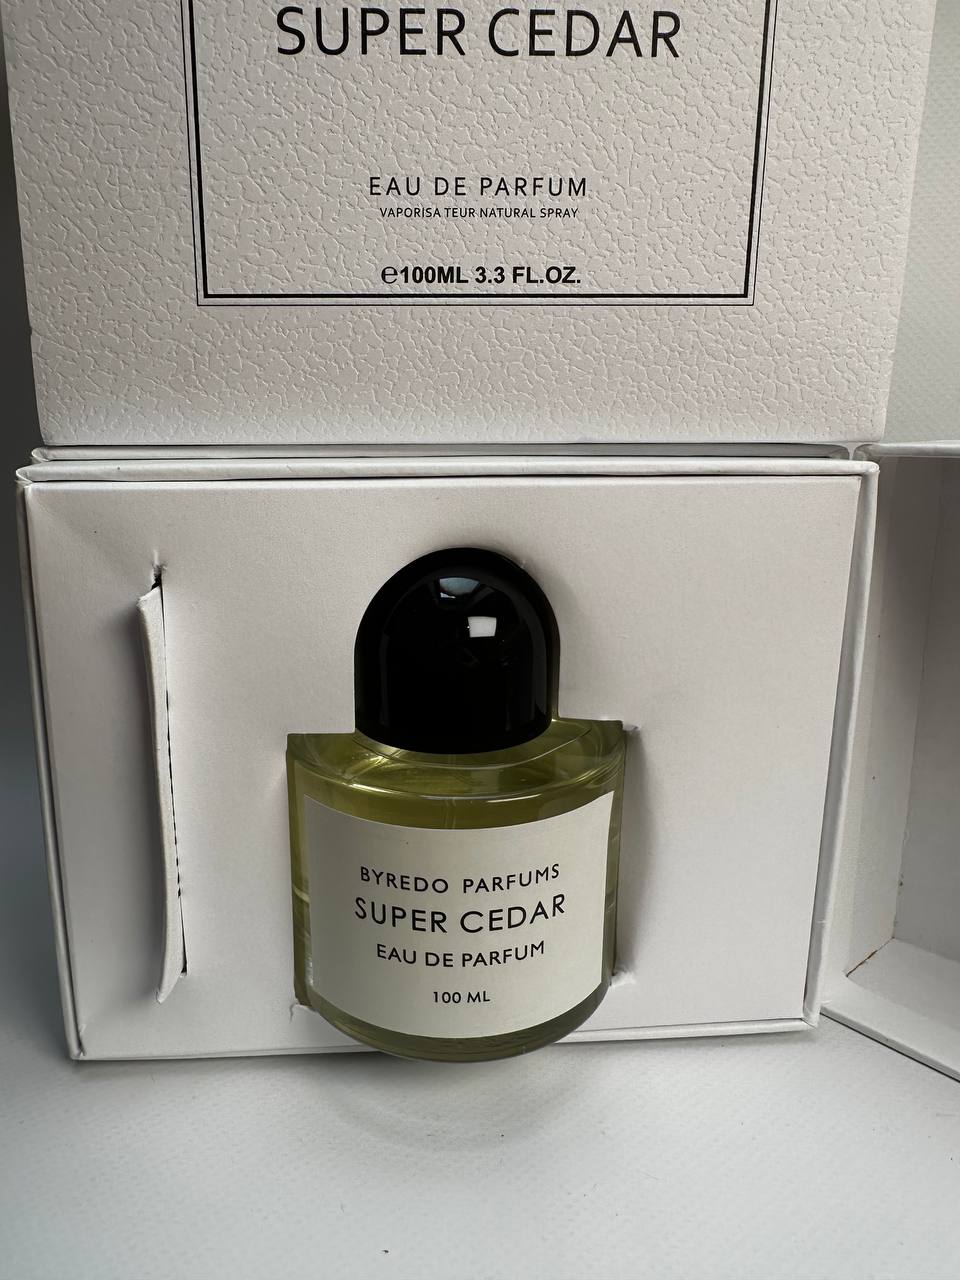 SUPER CEDAR
EAU DE PARFUM
VAPORISA TEUR NATURAL SPRAY
℮100ML 3.3 FL.OZ.
BYREDO PARFUMS
SUPER CEDAR
EAU DE PARFUM
100 ML